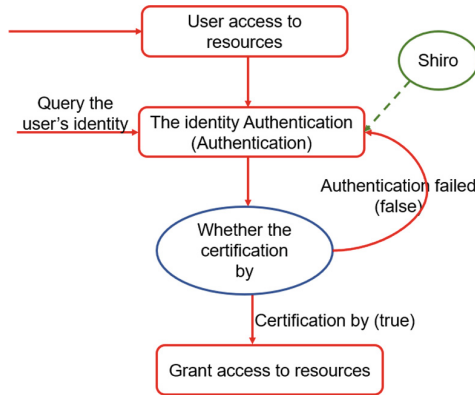 User access to
resources
Shiro
Query the
user's identity
The identity Authentication
(Authentication)
Authentication failed
(false)
Whether the
certification
by
Certification by (true)
Grant access to resources